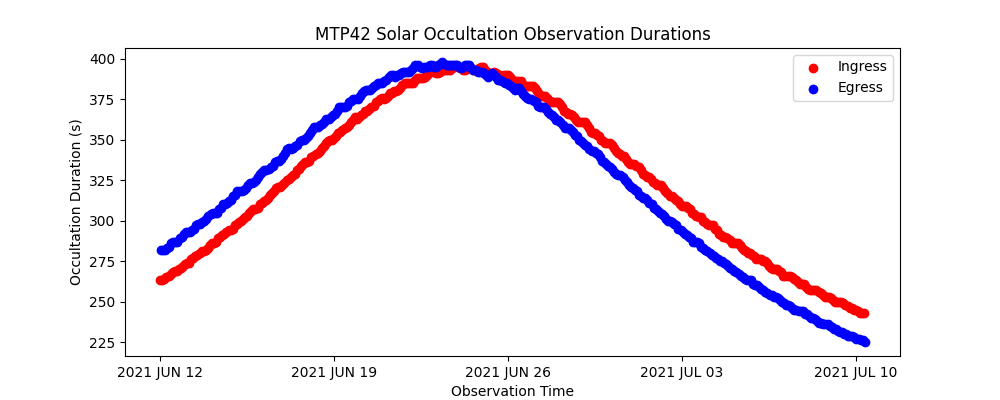 MTP42 Solar Occultation Observation Durations
Ingress
Egress
Occultation Duration (s)
400
375
350
325
300
275
250
225
2021 JUN 12
2021 JUN 19
2021 JUN 26
2021 JUL 03
2021 JUL 10
Observation Time